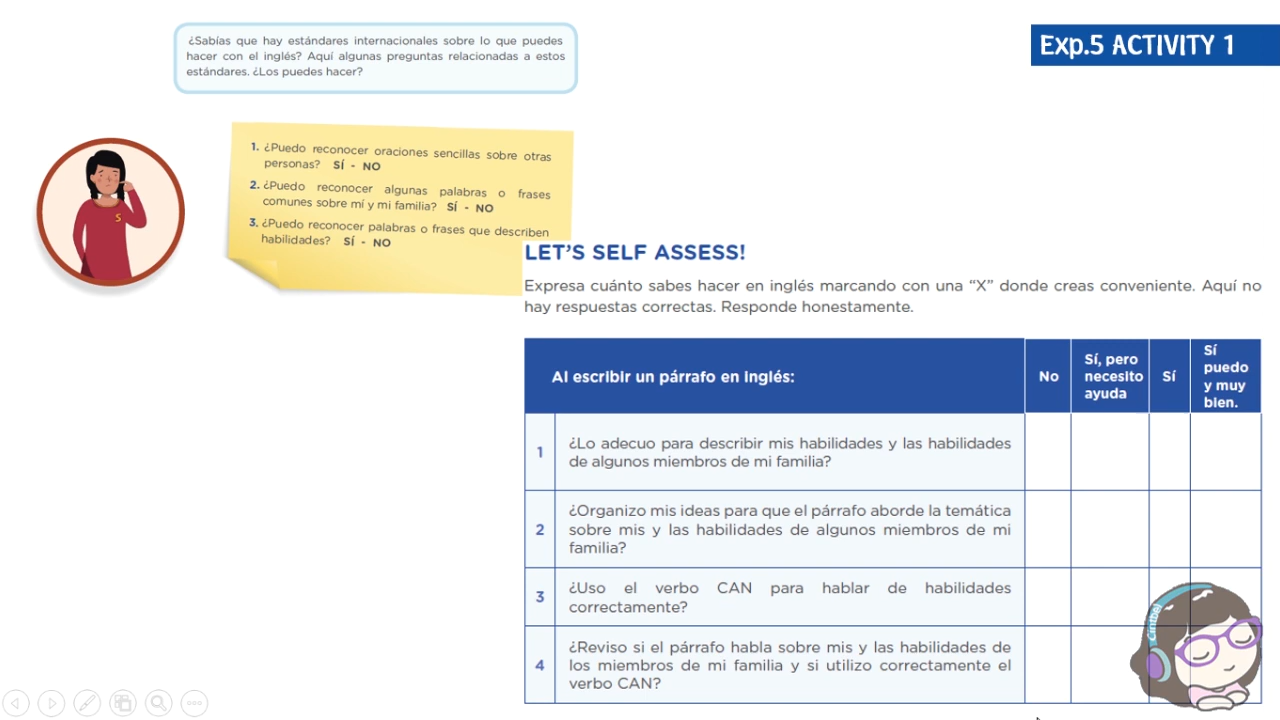 ¿Sabías que hay estándares internacionales sobre lo que puedes
hacer con el inglés? Aquí algunas preguntas relacionadas a estos
estándares. ¿Los puedes hacer?
Exp.5 ACTIVITY 1
1. ¿Puedo reconocer oraciones sencillas sobre otras
personas? SÍ - NO
2. ¿Puedo reconocer algunas palabras o frases
comunes sobre mí y mi familia? SÍ - NO
3. ¿Puedo reconocer palabras o frases que describen
habilidades? SÍ - NO
S
LET'S SELF ASSESS!
Expresa cuánto sabes hacer en inglés marcando con una “X” donde creas conveniente. Aquí no
hay respuestas correctas. Responde honestamente.
Al escribir un párrafo en inglés:
No
Sí, pero
necesito
ayuda
Sí
Sí
puedo
y muy
bien.
1
¿Lo adecuo para describir mis habilidades y las habilidades
de algunos miembros de mi familia?
2
¿Organizo mis ideas para que el párrafo aborde la temática
sobre mis y las habilidades de algunos miembros de mi
familia?
3
¿Uso el verbo CAN para hablar de habilidades
correctamente?
4
¿Reviso si el párrafo habla sobre mis y las habilidades de
los miembros de mi familia y si utilizo correctamente el
verbo CAN?
Cintbel